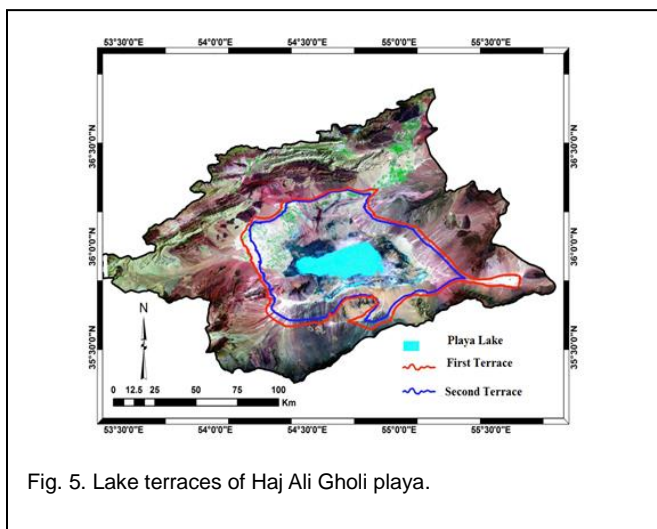 53°30'0"E 54°0'0"E 54°30'0"E 55°0'0"E 55°30'0"E
36°30'0"N 36°30'0"N
36°0'0"N 36°0'0"N
35°30'0"N 35°30'0"N
N
Playa Lake
First Terrace
Second Terrace
0 12.5 25 50 75 100
Km
53°30'0"E 54°0'0"E 54°30'0"E 55°0'0"E 55°30'0"E
Fig. 5. Lake terraces of Haj Ali Gholi playa.